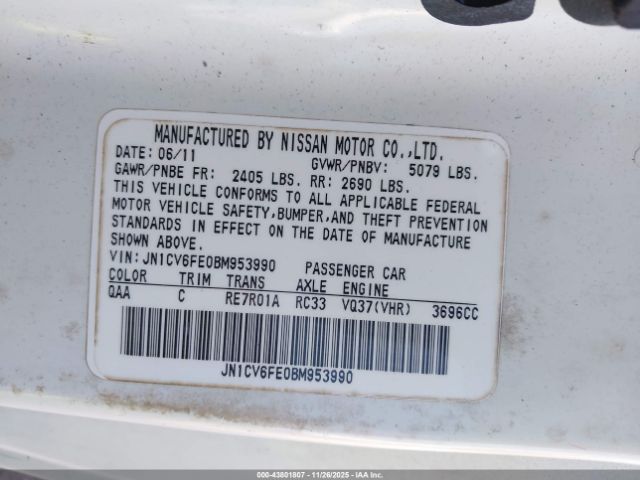 MANUFACTURED BY NISSAN MOTOR CO.,LTD.
DATE: 06/11 GVWR/PNBV: 5079 LBS.
GAWR/PNBE FR: 2405 LBS. RR: 2690 LBS.
THIS VEHICLE CONFORMS TO ALL APPLICABLE FEDERAL
MOTOR VEHICLE SAFETY,BUMPER,AND THEFT PREVENTION
STANDARDS IN EFFECT ON THE DATE OF MANUFACTURE
SHOWN ABOVE.
VIN:JN1CV6FE0BM953990 PASSENGER CAR
COLOR TRIM TRANS AXLE ENGINE
QAA C RE7R01A RC33 VQ37(VHR) 3696CC
JN1CV6FE0BM953990
000-43801807 - 11/26/2025 - IAAI.COM